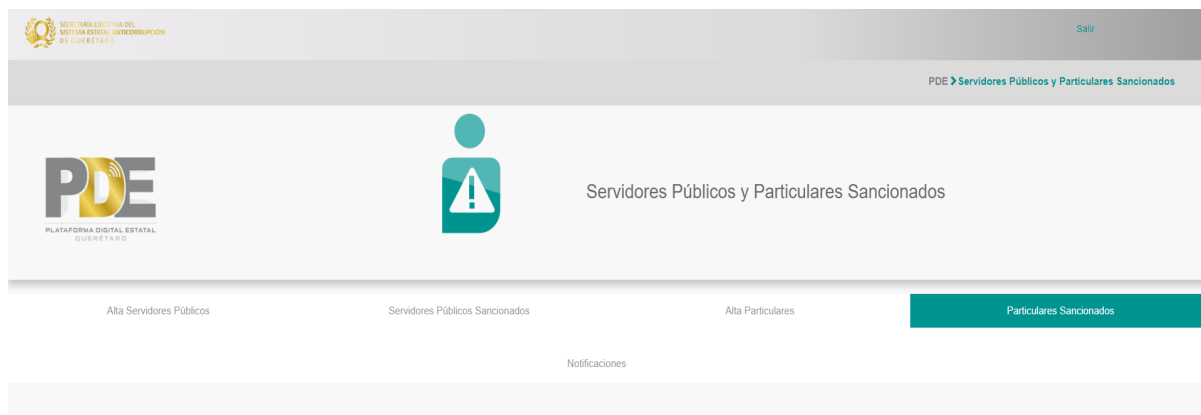 SECRETARÍA EJECUTIVA DEL
SISTEMA ESTATAL ANTICORRUPCIÓN
DE QUERÉTARO
Salir
PDE Servidores Públicos y Particulares Sancionados
PDE
PLATAFORMA DIGITAL ESTATAL
QUERÉTARO
Servidores Públicos y Particulares Sancionados
Alta Servidores Públicos
Servidores Públicos Sancionados
Alta Particulares
Particulares Sancionados
Notificaciones